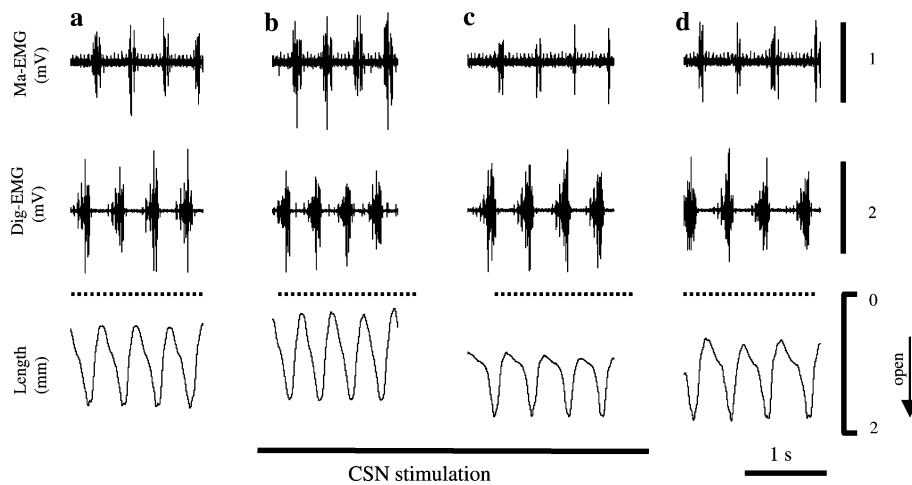 a b c d
Ma-EMG
(mV)
1
Dig-EMG
(mV)
2
0
Length
(mm)
open
2
CSN stimulation
1 s